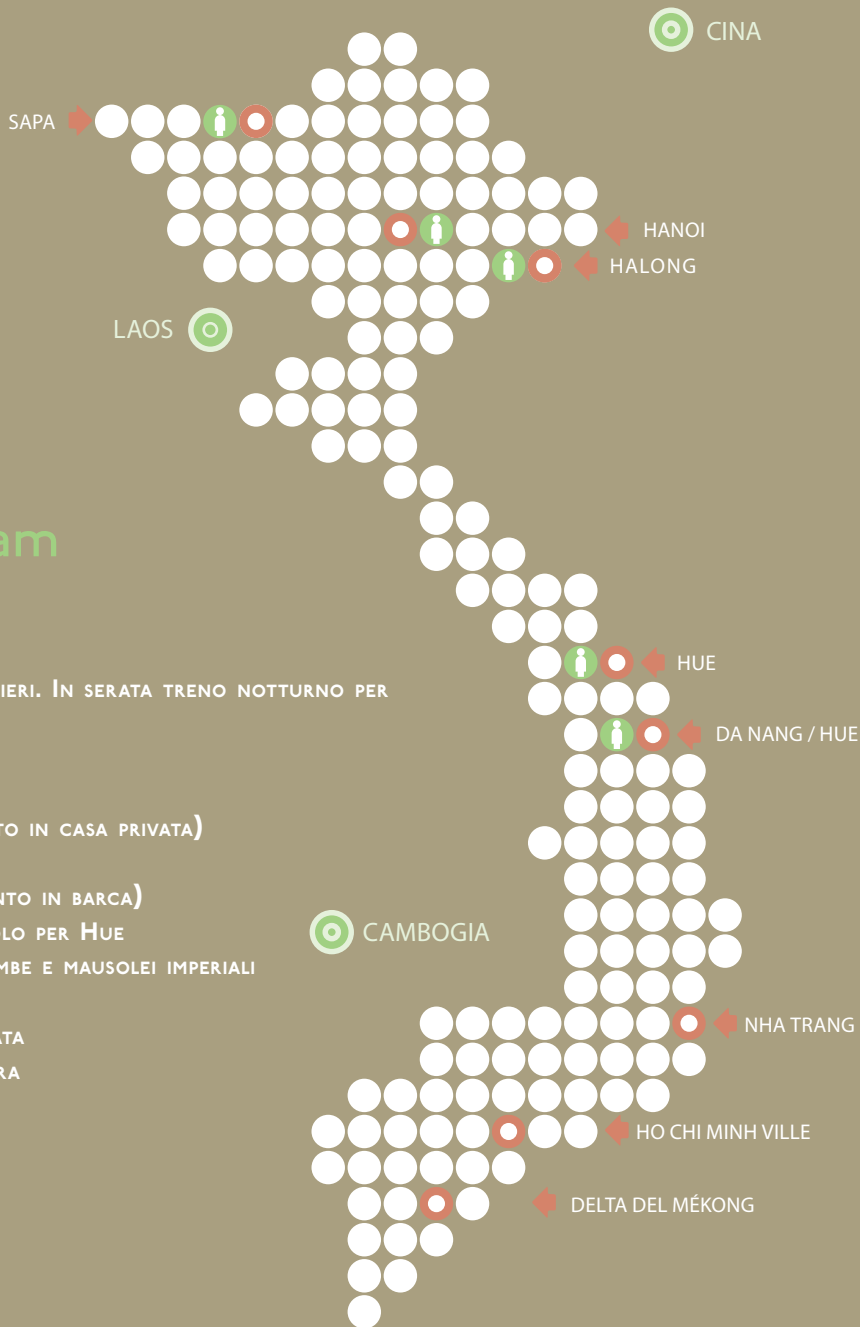 CINA
SAPA
HANOI
HALONG
LAOS
am
ieri. In serata treno notturno per
HUE
DA NANG / HUE
to in casa privata)
nto in barca)
CAMBOGIA
lo per Hue
mbe e mausolei imperiali
NHA TRANG
ata
ra
HO CHI MINH VILLE
DELTA DEL MÉKONG